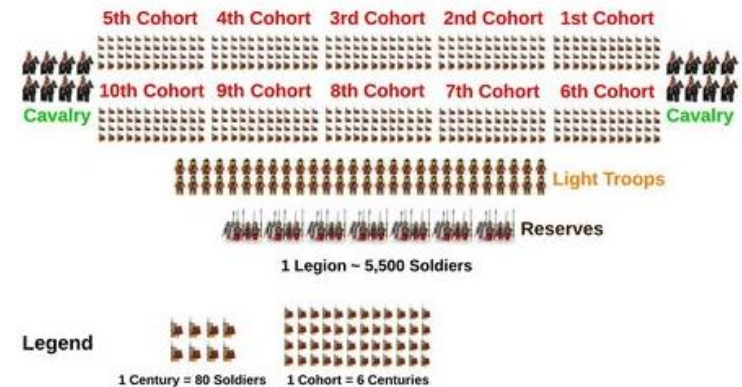 5th Cohort 4th Cohort 3rd Cohort 2nd Cohort 1st Cohort
10th Cohort 9th Cohort 8th Cohort 7th Cohort 6th Cohort
Cavalry Cavalry
Light Troops
Reserves
1 Legion ~ 5,500 Soldiers
Legend
1 Century = 80 Soldiers 1 Cohort = 6 Centuries